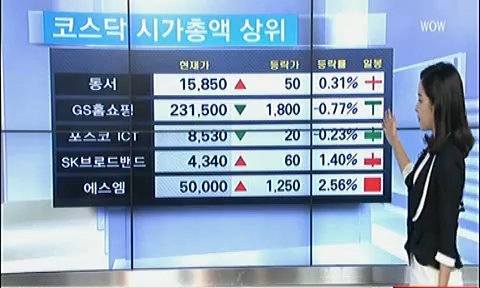 코스닥 시가총액 상위
WOW
현재가 등락가 등락률 일봉
동서 15,850 ▲ 50 0.31%
GS홈쇼핑 231,500 ▼ 1,800 -0.77%
포스코 ICT 8,530 ▼ 20 -0.23%
SK브로드밴드 4,340 ▲ 60 1.40%
에스엠 50,000 ▲ 1,250 2.56%